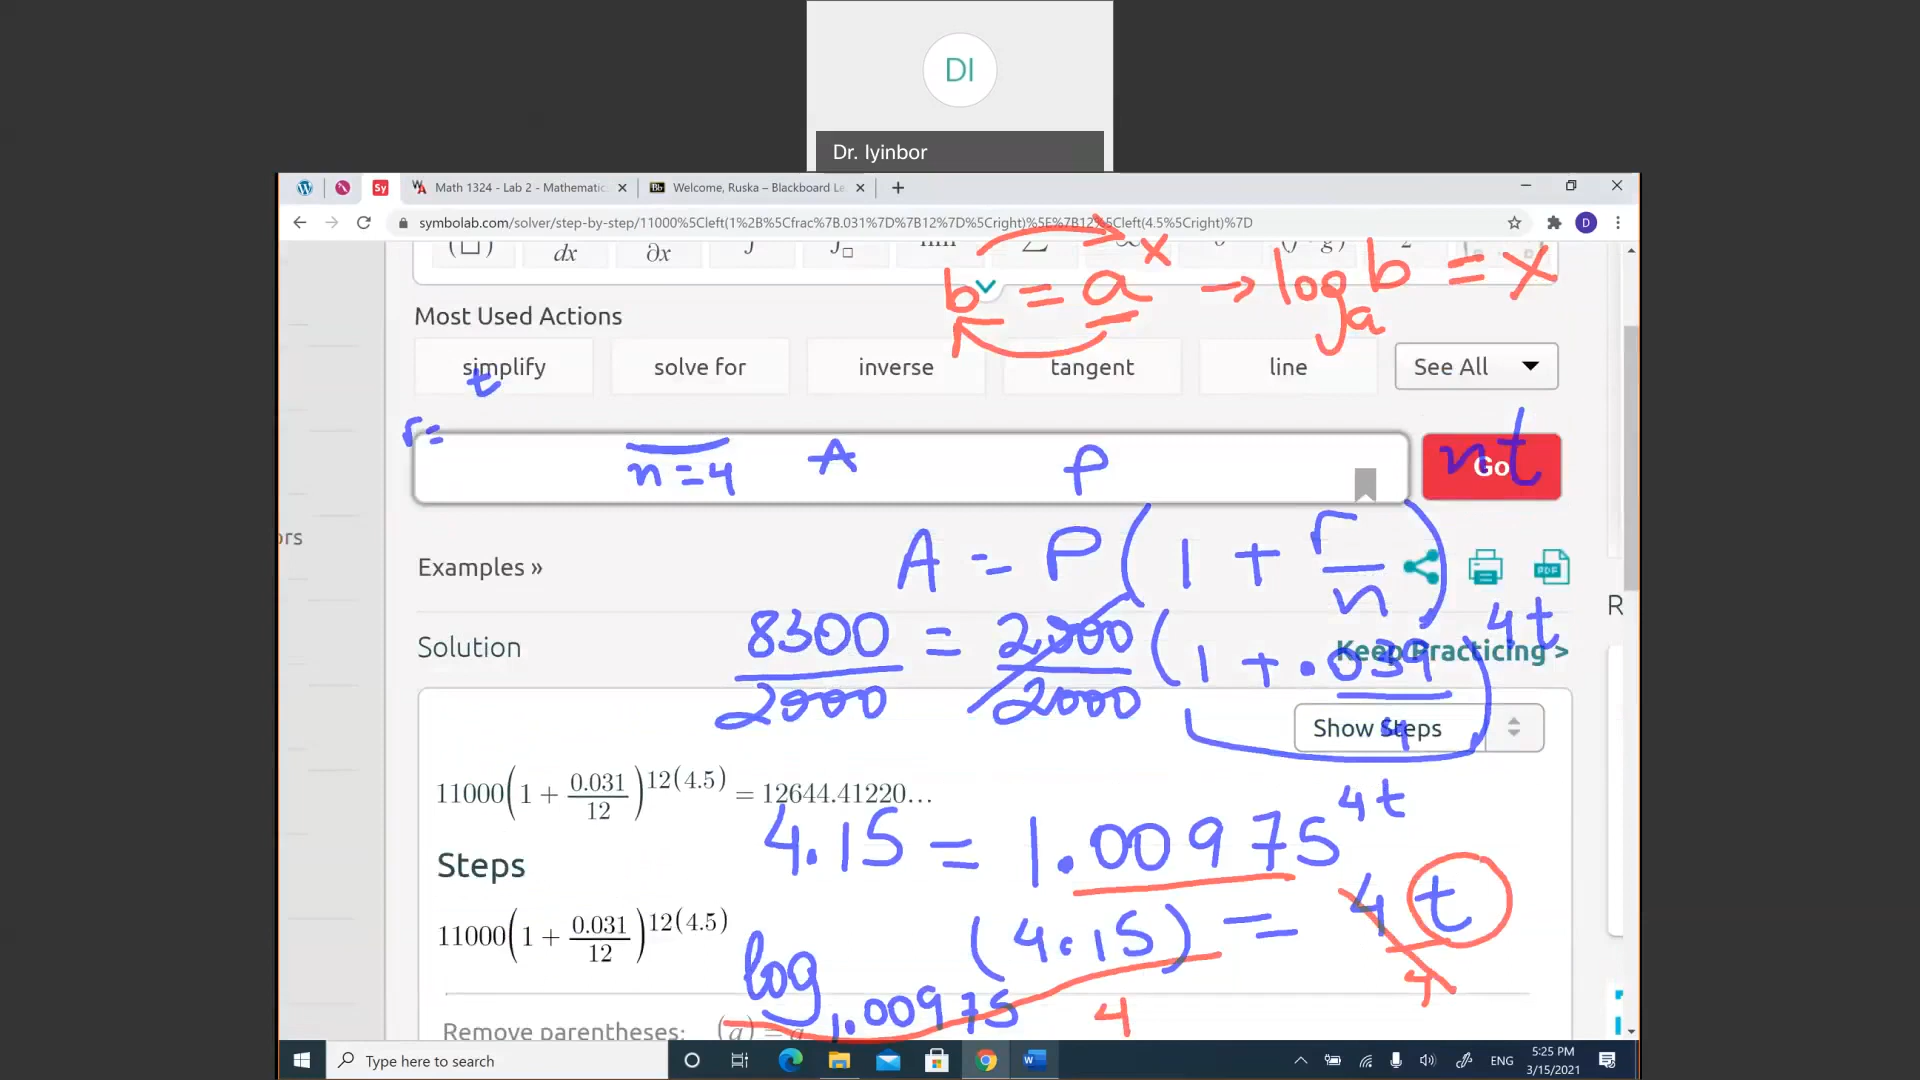 DI
Dr. Iyinbor
Math 1324 - Lab 2 - Mathematic
Welcome, Ruska – Blackboard Le
symbolab.com/solver/step-by-step/11000%5Cleft(1%2B%5Cfrac%7B.031%7D%7B12%7D%5Cright)%5E%7B12%5Cleft(4.5%5Cright)%7D
b = a^x → log_a b = x
Most Used Actions
simplify solve for inverse tangent line See All
t
r=
n=4 A P nt
Go
ors
Examples »
A = P(1 + r/n)
R
Solution
8300/2000 = 2000/2000 (1 + .039/4)^4t
Keep Practicing >
Show Steps
11000(1 + 0.031/12)^12(4.5) = 12644.41220...
4.15 = 1.00975^4t
Steps
11000(1 + 0.031/12)^12(4.5)
log_1.00975 (4.15) = 4t
4 4
Remove parentheses: (a) = a
Type here to search
ENG
5:25 PM
3/15/2021